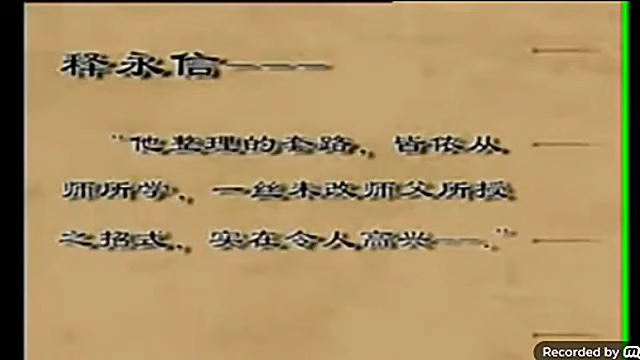 释永信———
“他整理的套路，皆依从
师所学，一丝未改师父所授
之招式，实在令人高兴——。”
Recorded by